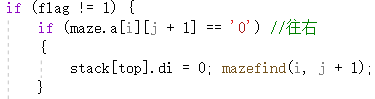 if (flag != 1) {
if (maze.a[i][j + 1] == '0') //往右
{
stack[top].di = 0; mazefind(i, j + 1);
}